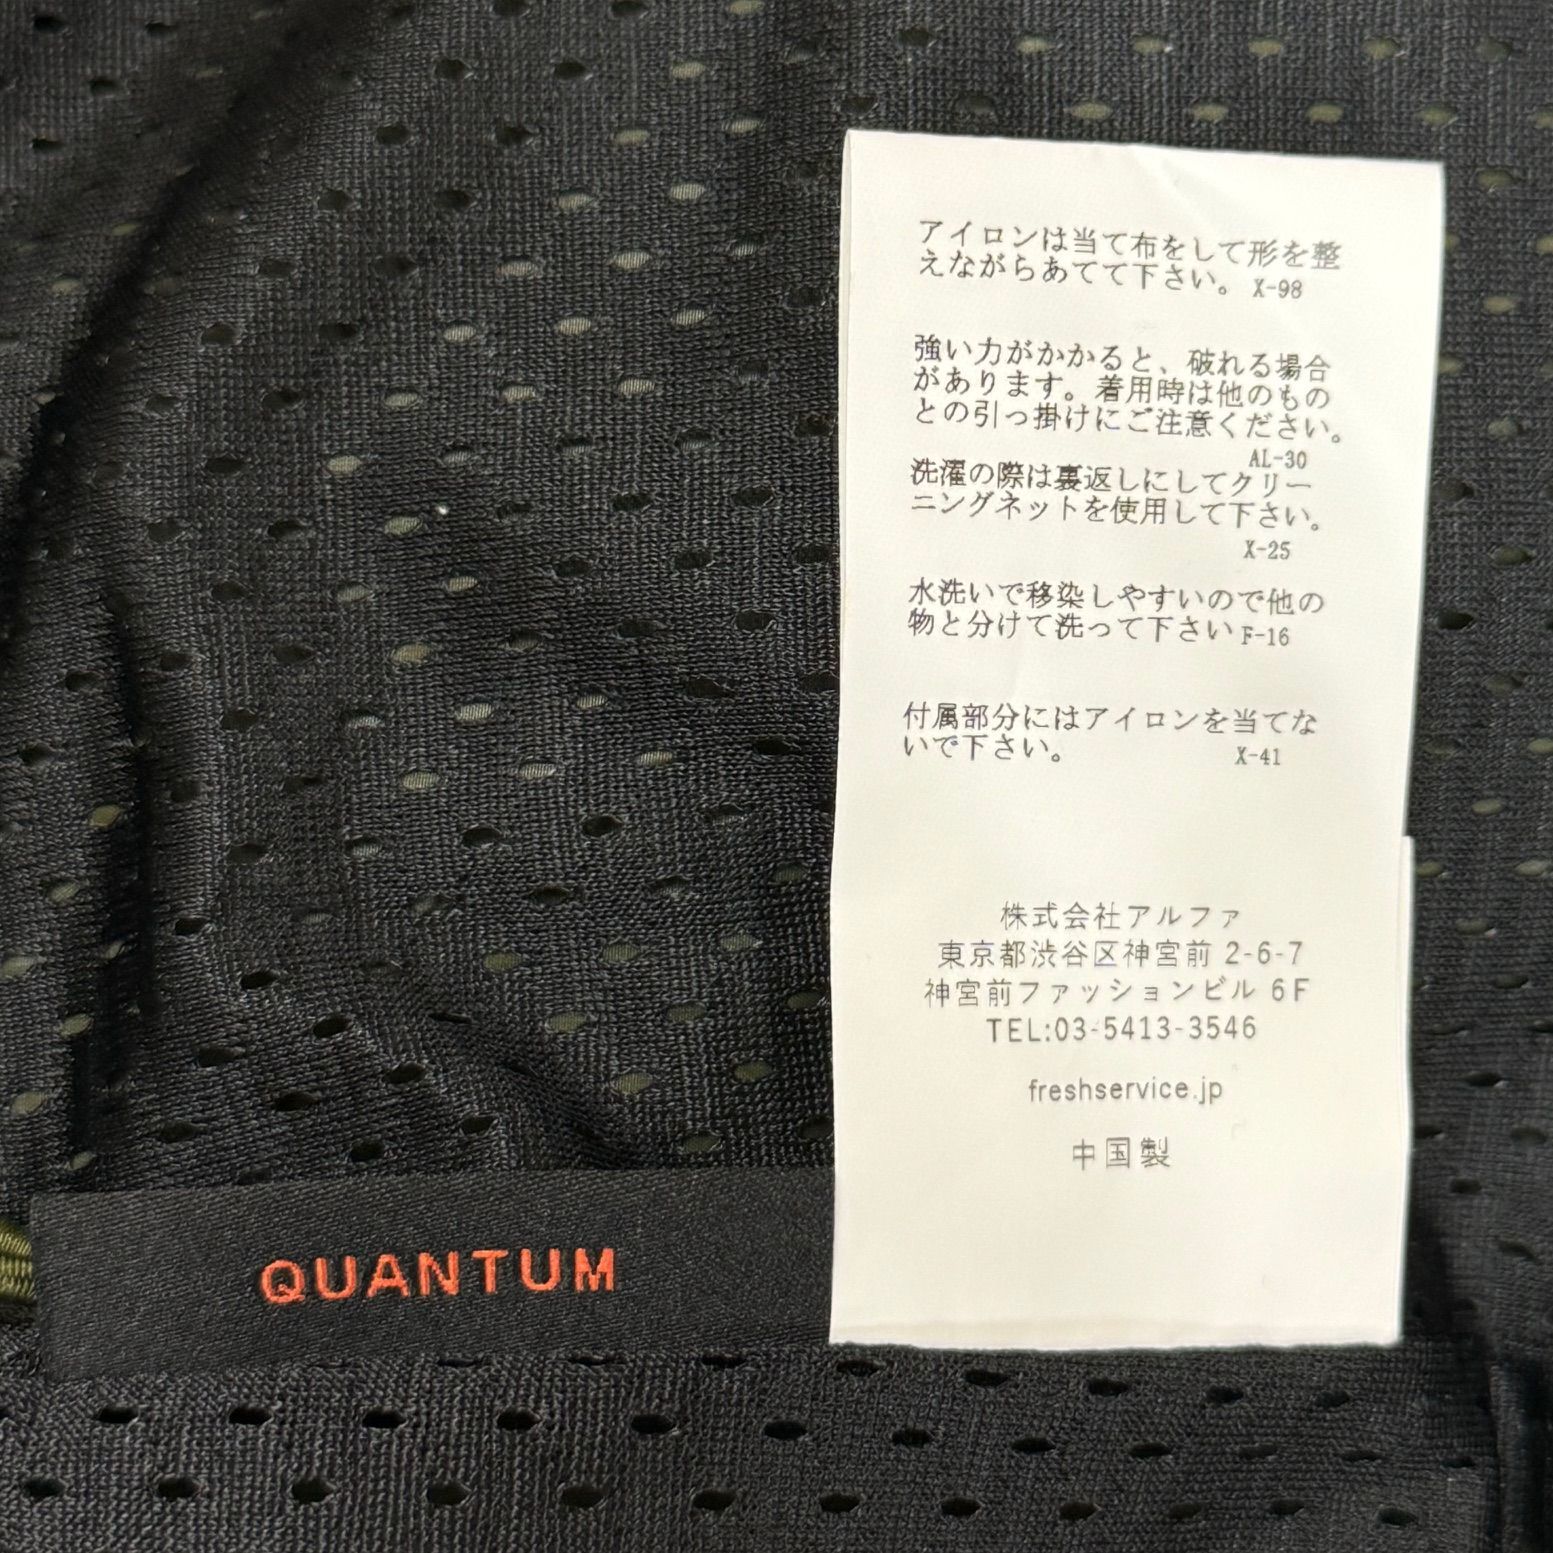 アイロンは当て布をして形を整
えながらあてて下さい。 X-98
強い力がかかると、破れる場合
があります。着用時は他のもの
との引っ掛けにご注意ください。
AL-30
洗濯の際は裏返しにしてクリー
ニングネットを使用して下さい。
X-25
水洗いで移染しやすいので他の
物と分けて洗って下さい F-16
付属部分にはアイロンを当てな
いで下さい。 X-41
株式会社アルファ
東京都渋谷区神宮前 2-6-7
神宮前ファッションビル 6F
TEL:03-5413-3546
freshservice.jp
中国製
QUANTUM